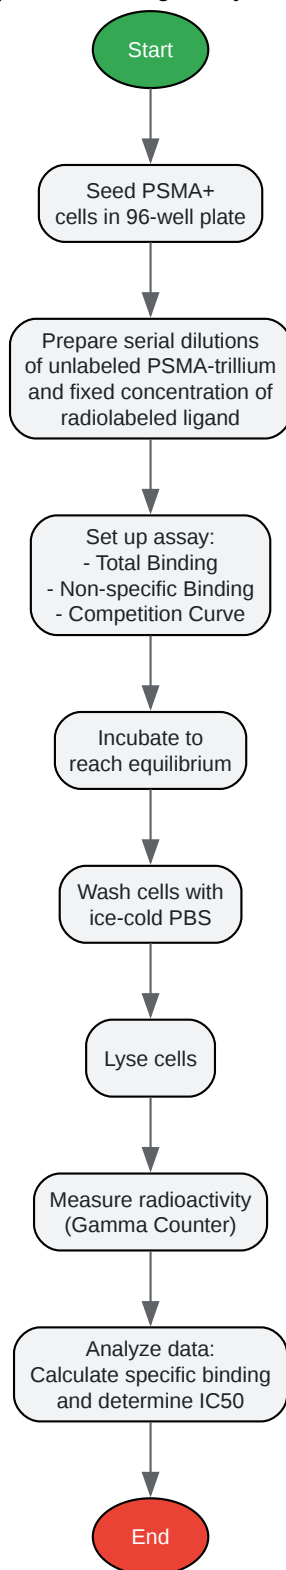 Start
Seed PSMA+
cells in 96-well plate
Prepare serial dilutions
of unlabeled PSMA-trillium
and fixed concentration of
radiolabeled ligand
Set up assay:
- Total Binding
- Non-specific Binding
- Competition Curve
Incubate to
reach equilibrium
Wash cells with
ice-cold PBS
Lyse cells
Measure radioactivity
(Gamma Counter)
Analyze data:
Calculate specific binding
and determine IC50
End